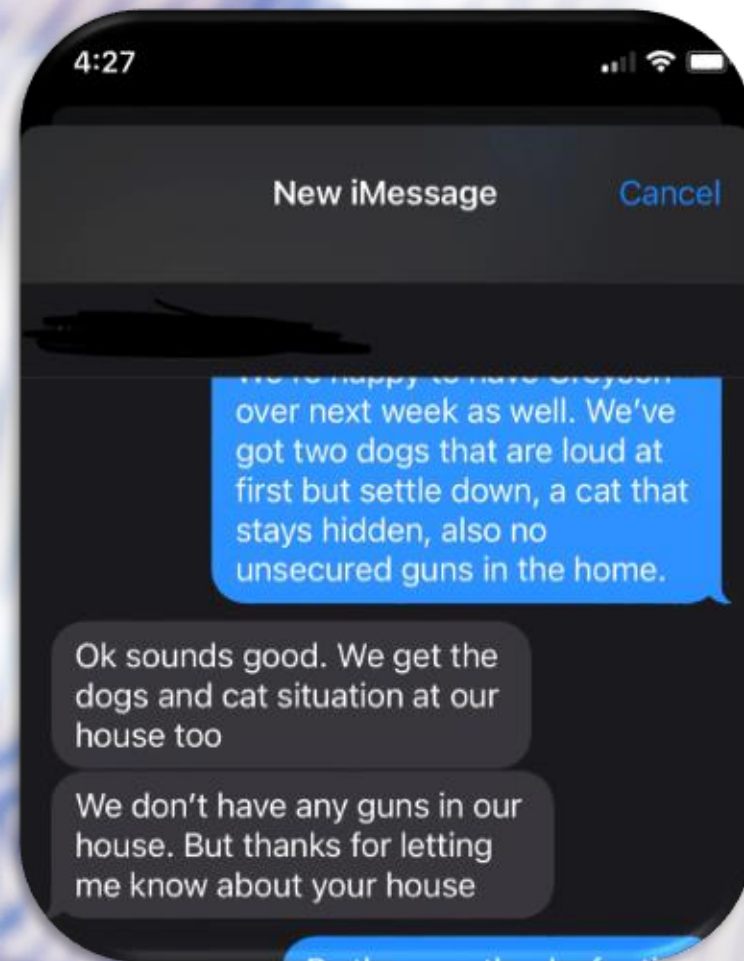 4:27
New iMessage Cancel
over next week as well. We've
got two dogs that are loud at
first but settle down, a cat that
stays hidden, also no
unsecured guns in the home.
Ok sounds good. We get the
dogs and cat situation at our
house too
We don't have any guns in our
house. But thanks for letting
me know about your house